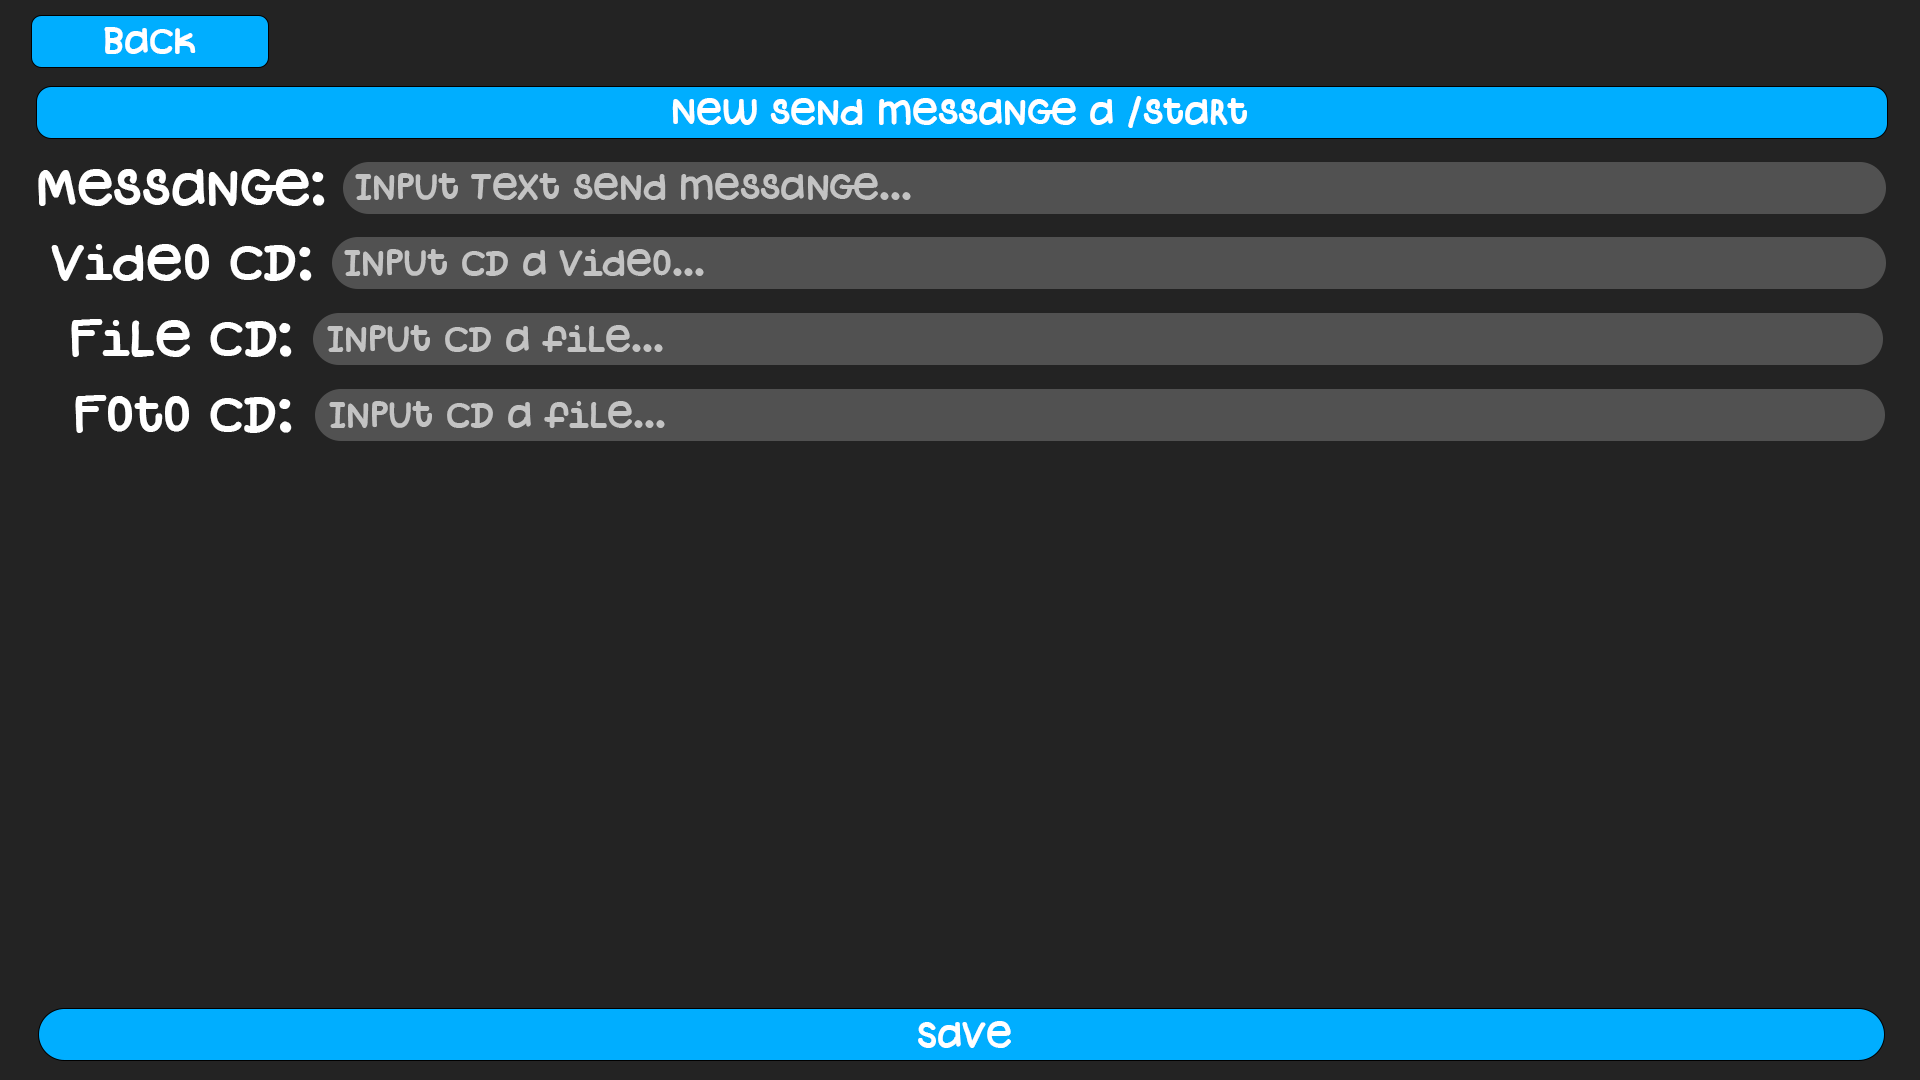 Back
New send messange a /start
Messange: Input Text send messange...
Video CD: Input CD a Video...
File CD: Input CD a file...
Foto CD: Input CD a file...
save